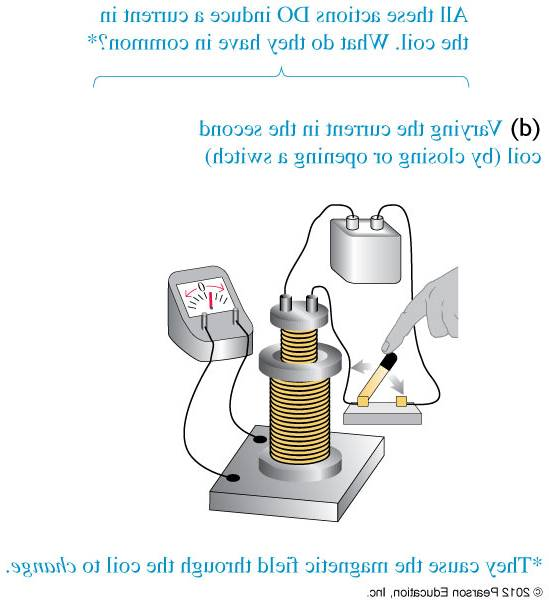 All these actions DO induce a current in
the coil. What do they have in common?*
(d) Varying the current in the second
coil (by closing or opening a switch)
0
*They cause the magnetic field through the coil to change.
© 2012 Pearson Education, Inc.